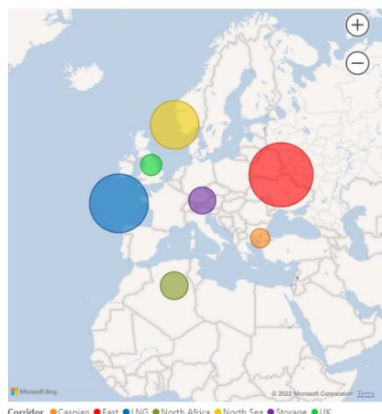 +
−
Microsoft Bing
© 2022 Microsoft Corporation Terms
Corridor Caspian East LNG North Africa North Sea Storage UK